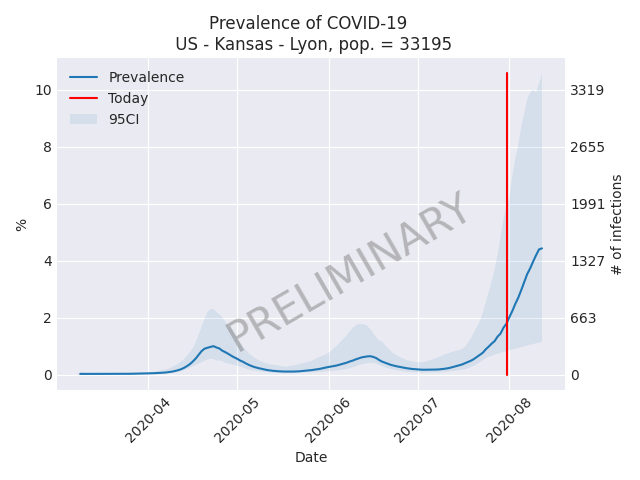 Prevalence of COVID-19
US - Kansas - Lyon, pop. = 33195
Prevalence
Today
95CI
10
8
6
4
2
0
%
3319
2655
1991
1327
663
0
# of infections
PRELIMINARY
2020-04
2020-05
2020-06
2020-07
2020-08
Date